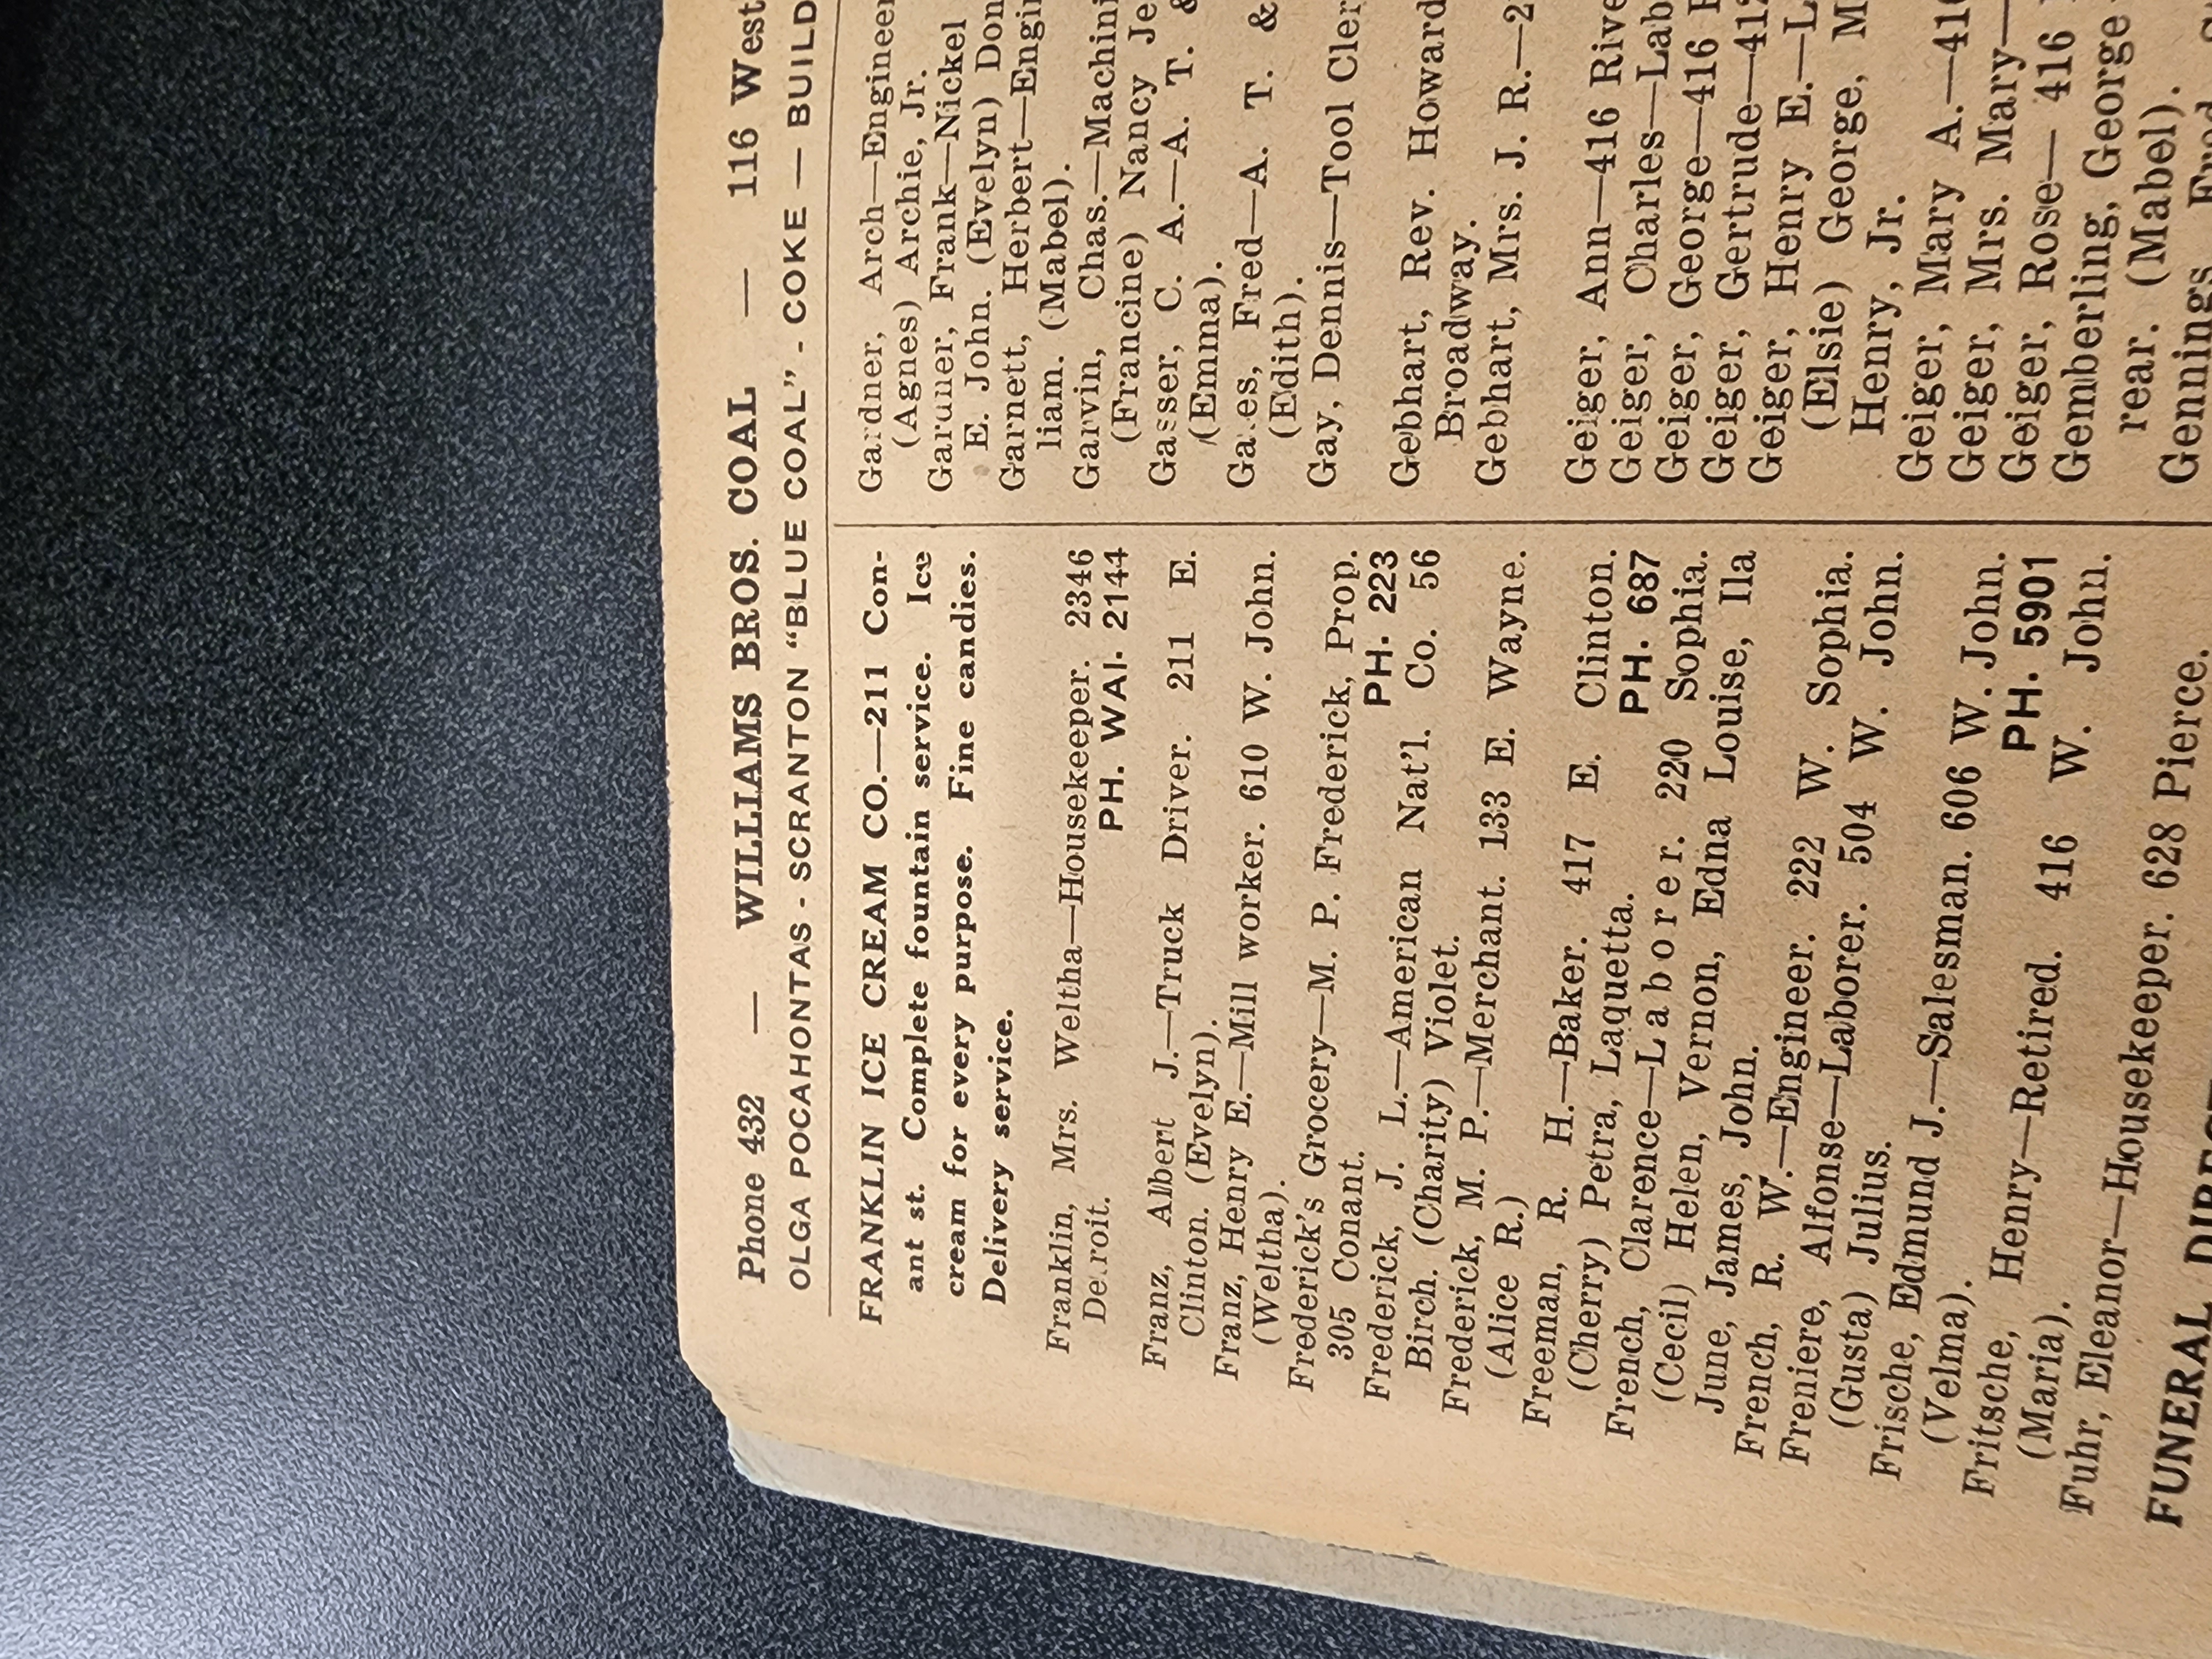 Phone 432 — WILLIAMS BROS. COAL — 116 West
OLGA POCAHONTAS - SCRANTON “BLUE COAL” - COKE — BUILD
FRANKLIN ICE CREAM CO.—211 Con-
ant st. Complete fountain service. Ice
cream for every purpose. Fine candies.
Delivery service.
Franklin, Mrs. Weltha—Housekeeper. 2346
Detroit. PH. WAI. 2144
Franz, Albert J.—Truck Driver. 211 E.
Clinton. (Evelyn).
Franz, Henry E.—Mill worker. 610 W. John.
(Weltha).
Frederick's Grocery—M. P. Frederick, Prop.
305 Conant. PH. 223
Frederick, J. L.—American Nat'l. Co. 56
Birch. (Charity) Violet.
Frederick, M. P.—Merchant. 133 E. Wayne.
(Alice R.)
Freeman, R. H.—Baker. 417 E. Clinton.
(Cherry) Petra, Laquetta. PH. 687
French, Clarence—Laborer. 220 Sophia.
(Cecil) Helen, Vernon, Edna Louise, Ila
June, James, John.
French, R. W.—Engineer. 222 W. Sophia.
Freniere, Alfonse—Laborer. 504 W. John.
(Gusta) Julius.
Frische, Edmund J.—Salesman. 606 W. John.
(Velma). PH. 5901
Fritsche, Henry—Retired. 416 W. John.
(Maria).
Fuhr, Eleanor—Housekeeper. 628 Pierce.
FUNERAL
Gardner, Arch—Engineer
(Agnes) Archie, Jr.
Gardner, Frank—Nickel
E. John. (Evelyn) Don
Garnett, Herbert—Engi
liam. (Mabel).
Garvin, Chas.—Machini
(Francine) Nancy Je
Gasser, C. A.—A. T. &
(Emma).
Gates, Fred—A. T. &
(Edith).
Gay, Dennis—Tool Cler
Gebhart, Rev. Howard
Broadway.
Gebhart, Mrs. J. R.—2
Geiger, Ann—416 Rive
Geiger, Charles—Lab
Geiger, George—416 
Geiger, Gertrude—412
Geiger, Henry E.—L
(Elsie) George, M
Henry, Jr.
Geiger, Mary A.—416
Geiger, Mrs. Mary—
Geiger, Rose— 416
Gemberling, George
rear. (Mabel).
Gennings, Fred